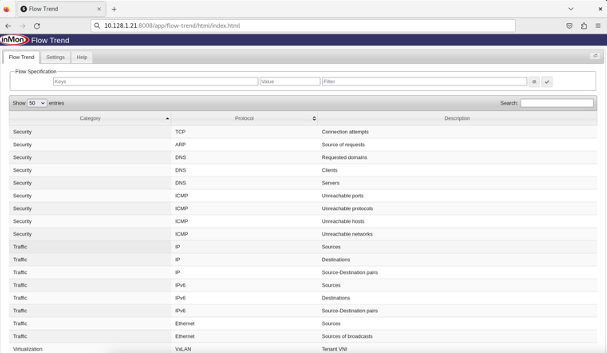 Flow Trend
10.128.1.21:8008/app/flow-trend/html/index.html
inMon Flow Trend
Flow Trend Settings Help
Flow Specification
Keys Value Filter
Show 50 entries Search:
Category Protocol Description
Security TCP Connection attempts
Security ARP Source of requests
Security DNS Requested domains
Security DNS Clients
Security DNS Servers
Security ICMP Unreachable ports
Security ICMP Unreachable protocols
Security ICMP Unreachable hosts
Security ICMP Unreachable networks
Traffic IP Sources
Traffic IP Destinations
Traffic IP Source-Destination pairs
Traffic IPv6 Sources
Traffic IPv6 Destinations
Traffic IPv6 Source-Destination pairs
Traffic Ethernet Sources
Traffic Ethernet Sources of broadcasts
Virtualization VxLAN Tenant VNI